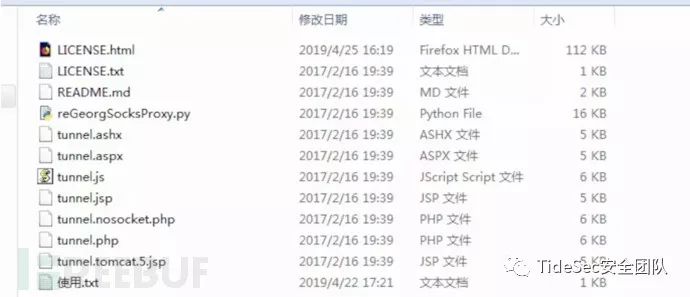 名称 修改日期 类型 大小
LICENSE.html 2019/4/25 16:19 Firefox HTML D... 112 KB
LICENSE.txt 2017/2/16 19:39 文本文档 1 KB
README.md 2017/2/16 19:39 MD 文件 2 KB
reGeorgSocksProxy.py 2017/2/16 19:39 Python File 16 KB
tunnel.ashx 2017/2/16 19:39 ASHX 文件 5 KB
tunnel.aspx 2017/2/16 19:39 ASPX 文件 5 KB
tunnel.js 2017/2/16 19:39 JScript Script 文件 6 KB
tunnel.jsp 2017/2/16 19:39 JSP 文件 5 KB
tunnel.nosocket.php 2017/2/16 19:39 PHP 文件 6 KB
tunnel.php 2017/2/16 19:39 PHP 文件 6 KB
tunnel.tomcat.5.jsp 2017/2/16 19:39 JSP 文件 5 KB
使用.txt 2019/4/22 17:21 文本文档 1 KB
TideSec安全团队